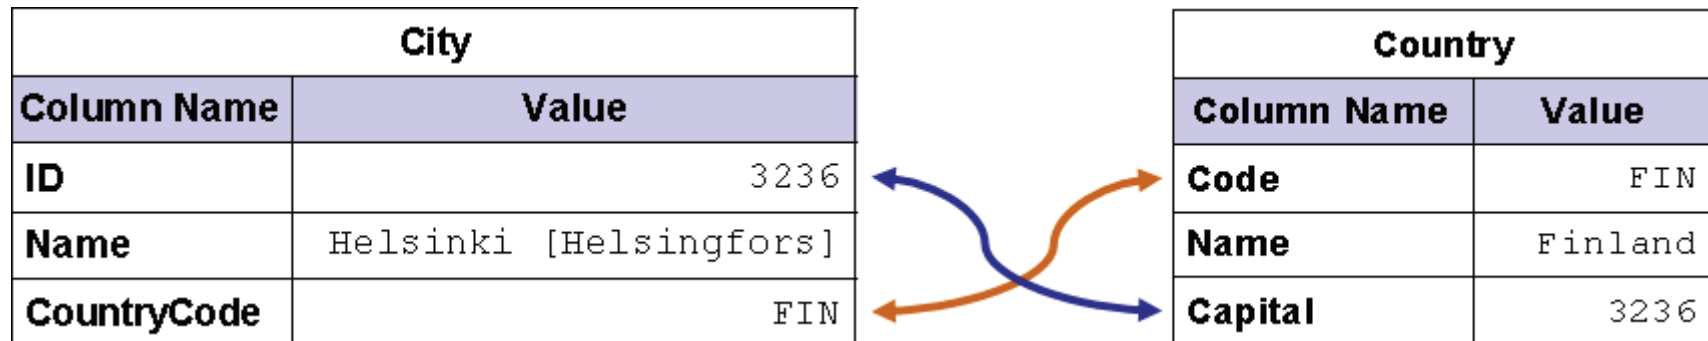 City
Column Name Value
ID 3236
Name Helsinki [Helsingfors]
CountryCode FIN
Country
Column Name Value
Code FIN
Name Finland
Capital 3236